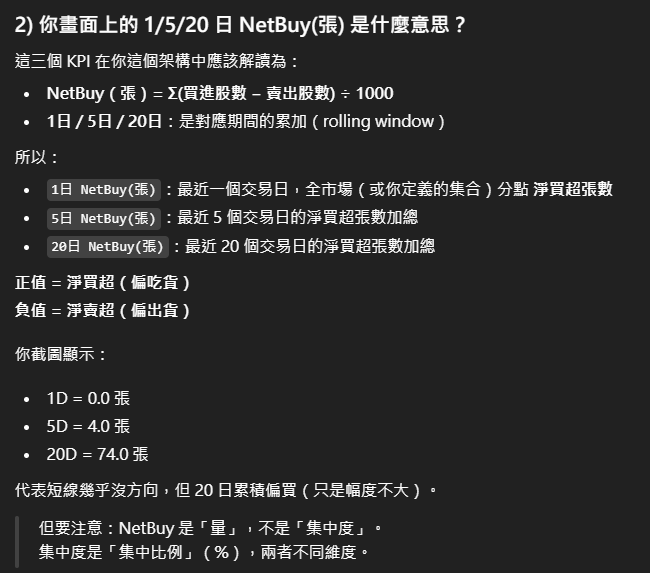 2) 你畫面上的 1/5/20 日 NetBuy(張) 是什麼意思？
這三個 KPI 在你這個架構中應該解讀為：
• NetBuy（張）= Σ(買進股數 − 賣出股數) ÷ 1000
• 1日 / 5日 / 20日：是對應期間的累加（rolling window）
所以：
• 1日 NetBuy(張)：最近一個交易日，全市場（或你定義的集合）分點 淨買超張數
• 5日 NetBuy(張)：最近 5 個交易日的淨買超張數加總
• 20日 NetBuy(張)：最近 20 個交易日的淨買超張數加總
正值 = 淨買超（偏吃貨）
負值 = 淨賣超（偏出貨）
你截圖顯示：
• 1D = 0.0 張
• 5D = 4.0 張
• 20D = 74.0 張
代表短線幾乎沒方向，但 20 日累積偏買（只是幅度不大）。
但要注意：NetBuy 是「量」，不是「集中度」。
集中度是「集中比例」（%），兩者不同維度。